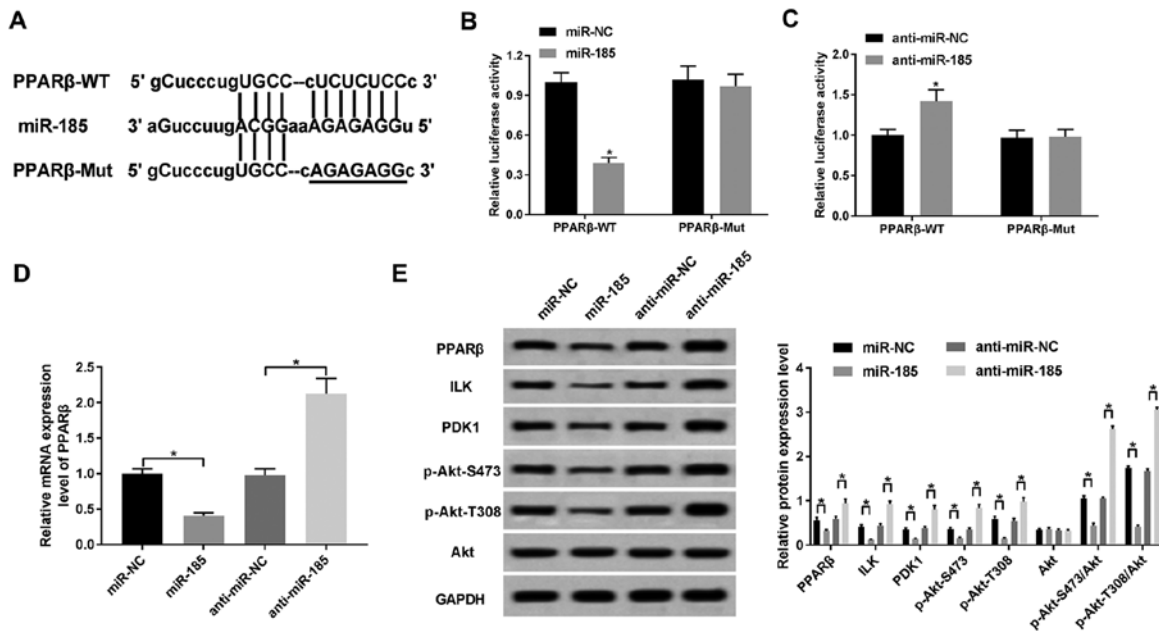 A
PPARβ-WT 5' gCucccugUGCC--cUCUCUCCc 3'
miR-185 3' aGuccuugACGGaaAGAGAGGu 5'
PPARβ-Mut 5' gCucccugUGCC--cAGAGAGGc 3'
B
miR-NC
miR-185
Relative luciferase activity
1.2
0.9
0.6
0.3
0.0
*
PPARβ-WT PPARβ-Mut
C
anti-miR-NC
anti-miR-185
Relative luciferase activity
2.0
1.5
1.0
0.5
0.0
*
PPARβ-WT PPARβ-Mut
D
Relative mRNA expression
level of PPARβ
2.5
2.0
1.5
1.0
0.5
0.0
* *
miR-NC miR-185 anti-miR-NC anti-miR-185
E
miR-NC miR-185 anti-miR-NC anti-miR-185
PPARβ
ILK
PDK1
p-Akt-S473
p-Akt-T308
Akt
GAPDH
miR-NC anti-miR-NC
miR-185 anti-miR-185
Relative protein expression level
4
3
2
1
0
* * * * * * * * * * * * * *
PPARβ ILK PDK1 p-Akt-S473 p-Akt-T308 Akt p-Akt-S473/Akt p-Akt-T308/Akt